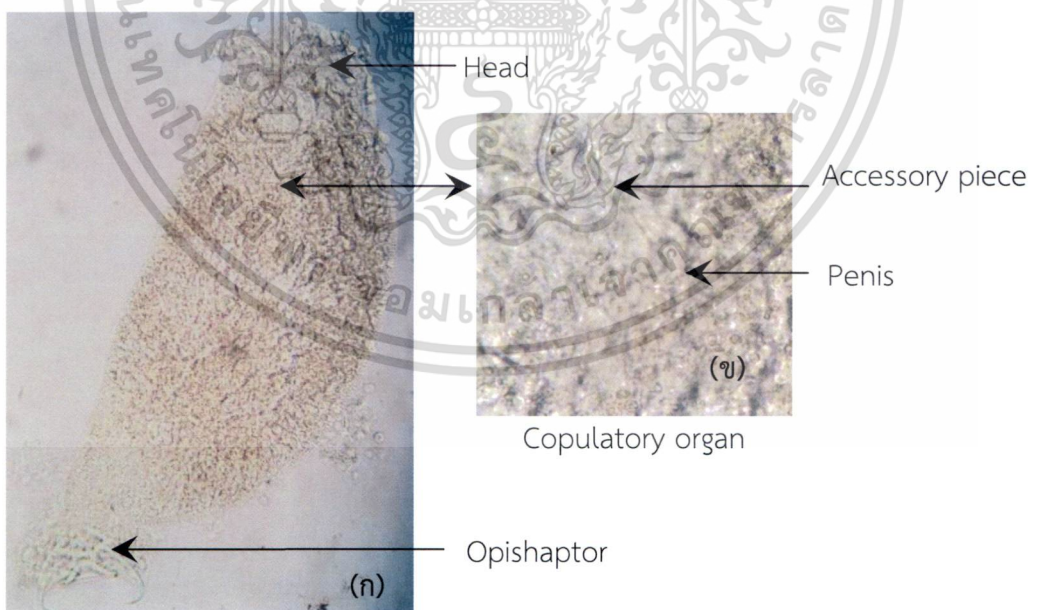 Head
Accessory piece
Penis
(ข)
Copulatory organ
Opishaptor
(ก)